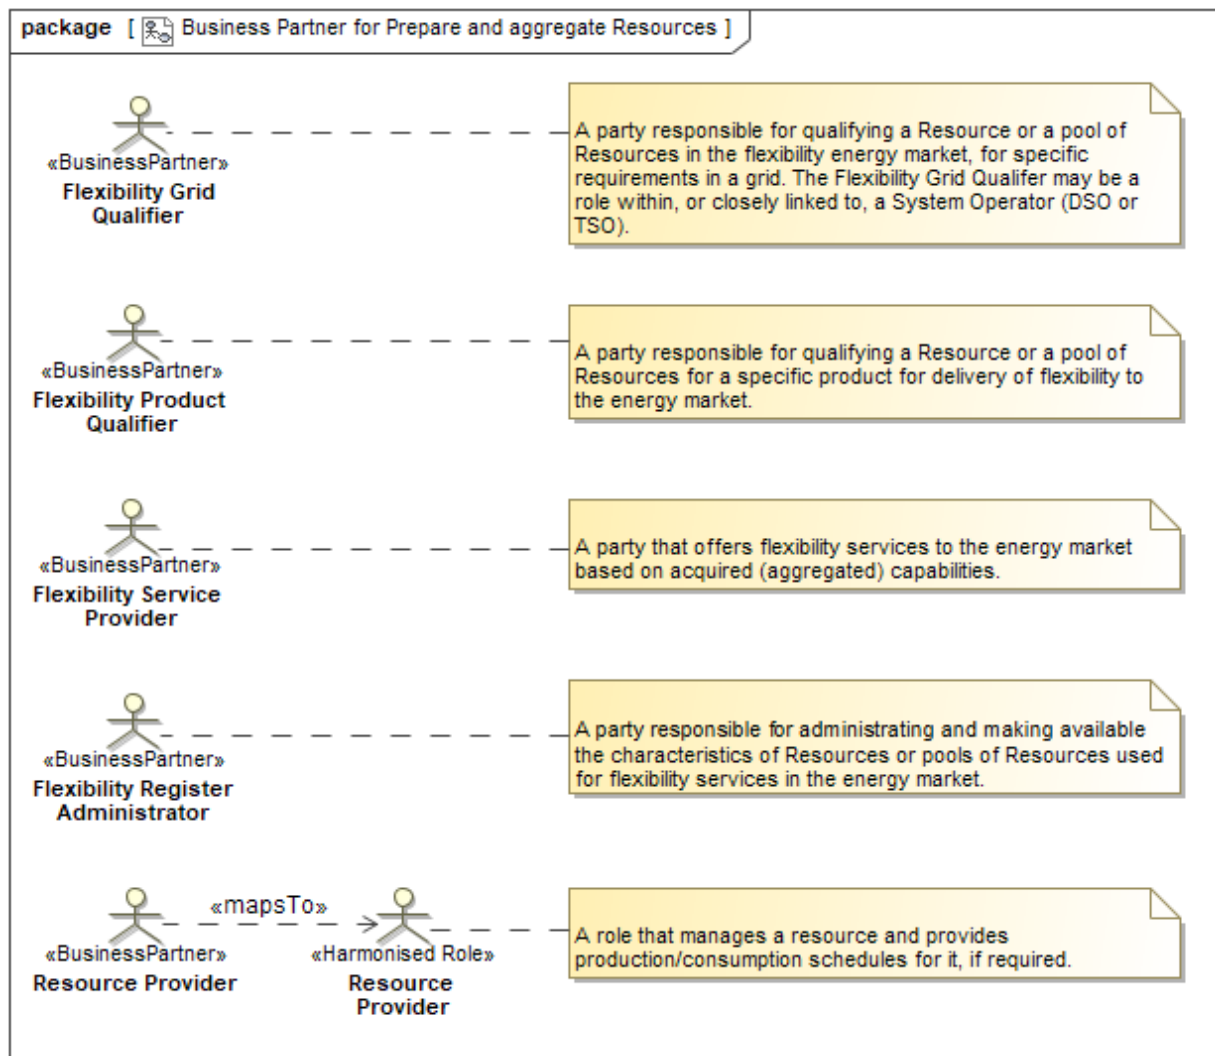 package [ Business Partner for Prepare and aggregate Resources ]
«BusinessPartner»
Flexibility Grid
Qualifier
A party responsible for qualifying a Resource or a pool of
Resources in the flexibility energy market, for specific
requirements in a grid. The Flexibility Grid Qualifer may be a
role within, or closely linked to, a System Operator (DSO or
TSO).
«BusinessPartner»
Flexibility Product
Qualifier
A party responsible for qualifying a Resource or a pool of
Resources for a specific product for delivery of flexibility to
the energy market.
«BusinessPartner»
Flexibility Service
Provider
A party that offers flexibility services to the energy market
based on acquired (aggregated) capabilities.
«BusinessPartner»
Flexibility Register
Administrator
A party responsible for administrating and making available
the characteristics of Resources or pools of Resources used
for flexibility services in the energy market.
«mapsTo»
«BusinessPartner»
Resource Provider
«Harmonised Role»
Resource
Provider
A role that manages a resource and provides
production/consumption schedules for it, if required.